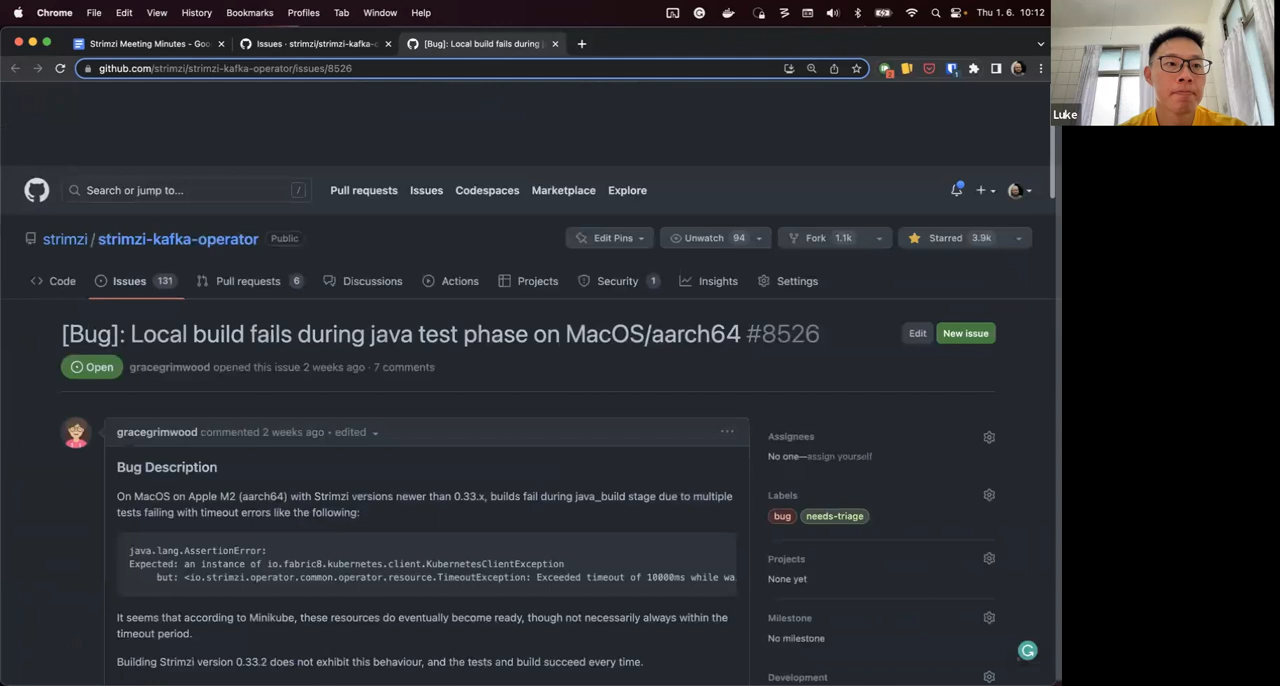 Chrome File Edit View History Bookmarks Profiles Tab Window Help Thu 1. 6. 10:12
Strimzi Meeting Minutes - Goo Issues · strimzi/strimzi-kafka-o [Bug]: Local build fails during
github.com/strimzi/strimzi-kafka-operator/issues/8526
Luke
Search or jump to... / Pull requests Issues Codespaces Marketplace Explore
strimzi / strimzi-kafka-operator Public Edit Pins Unwatch 94 Fork 1.1k Starred 3.9k
Code Issues 131 Pull requests 6 Discussions Actions Projects Security 1 Insights Settings
[Bug]: Local build fails during java test phase on MacOS/aarch64 #8526
Edit New issue
Open gracegrimwood opened this issue 2 weeks ago · 7 comments
gracegrimwood commented 2 weeks ago • edited
Bug Description
On MacOS on Apple M2 (aarch64) with Strimzi versions newer than 0.33.x, builds fail during java_build stage due to multiple
tests failing with timeout errors like the following:
java.lang.AssertionError:
Expected: an instance of io.fabric8.kubernetes.client.KubernetesClientException
but: <io.strimzi.operator.common.operator.resource.TimeoutException: Exceeded timeout of 10000ms while wa
It seems that according to Minikube, these resources do eventually become ready, though not necessarily always within the
timeout period.
Building Strimzi version 0.33.2 does not exhibit this behaviour, and the tests and build succeed every time.
Assignees
No one—assign yourself
Labels
bug needs-triage
Projects
None yet
Milestone
No milestone
Development